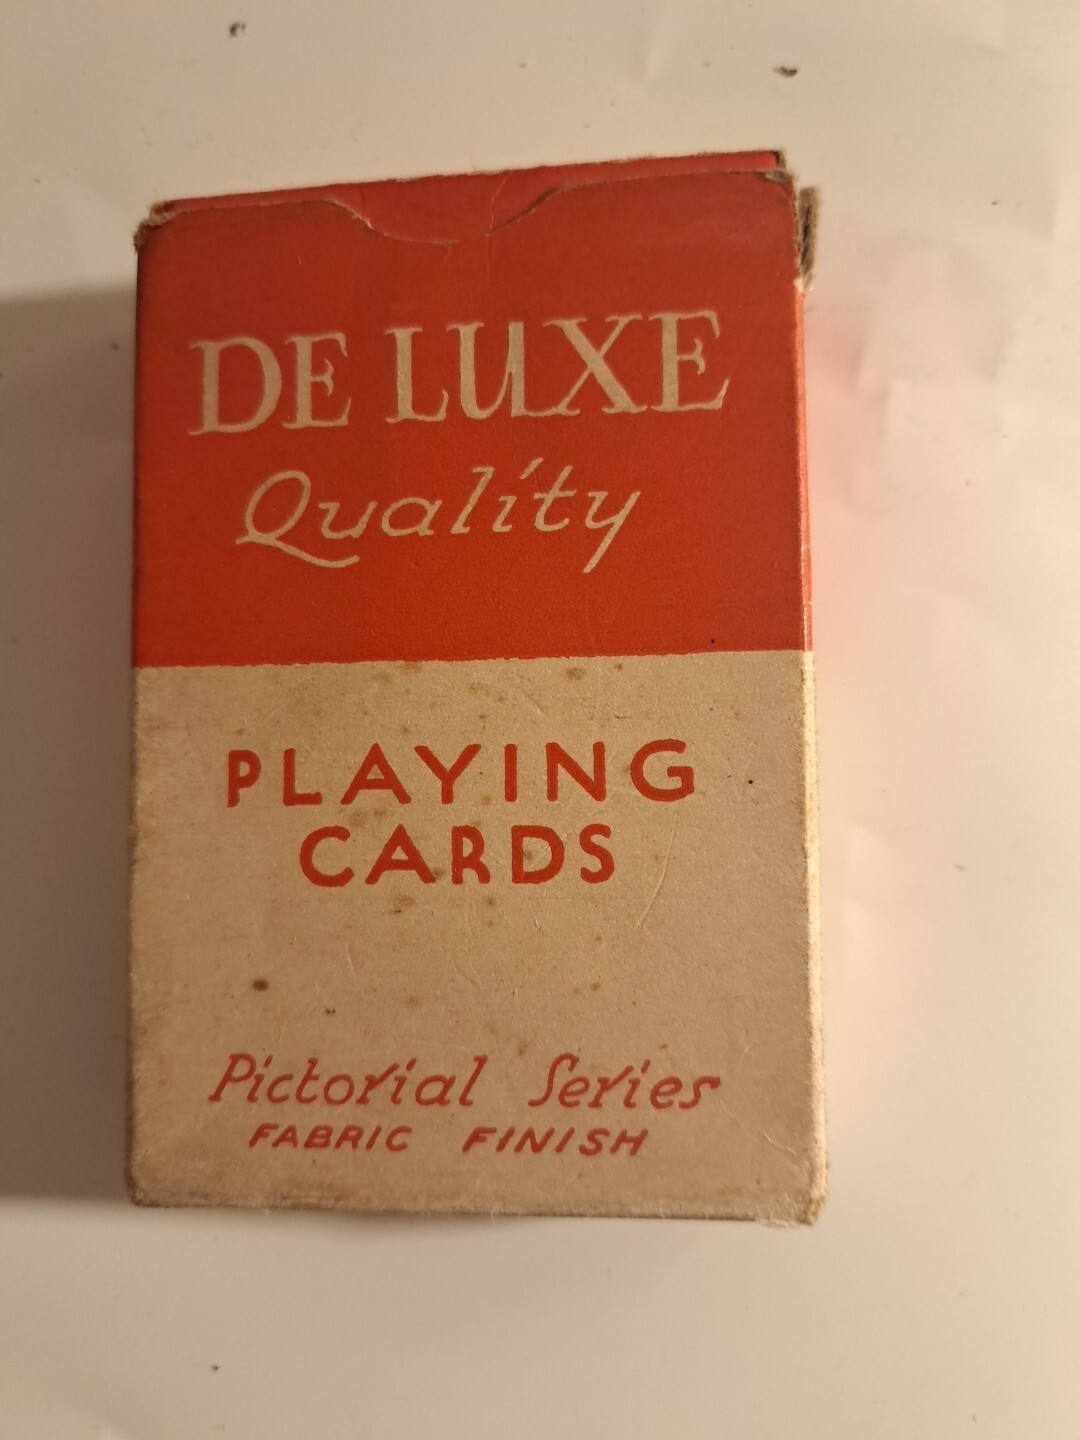 DE LUXE
Quality
PLAYING
CARDS
Pictorial Series
FABRIC FINISH